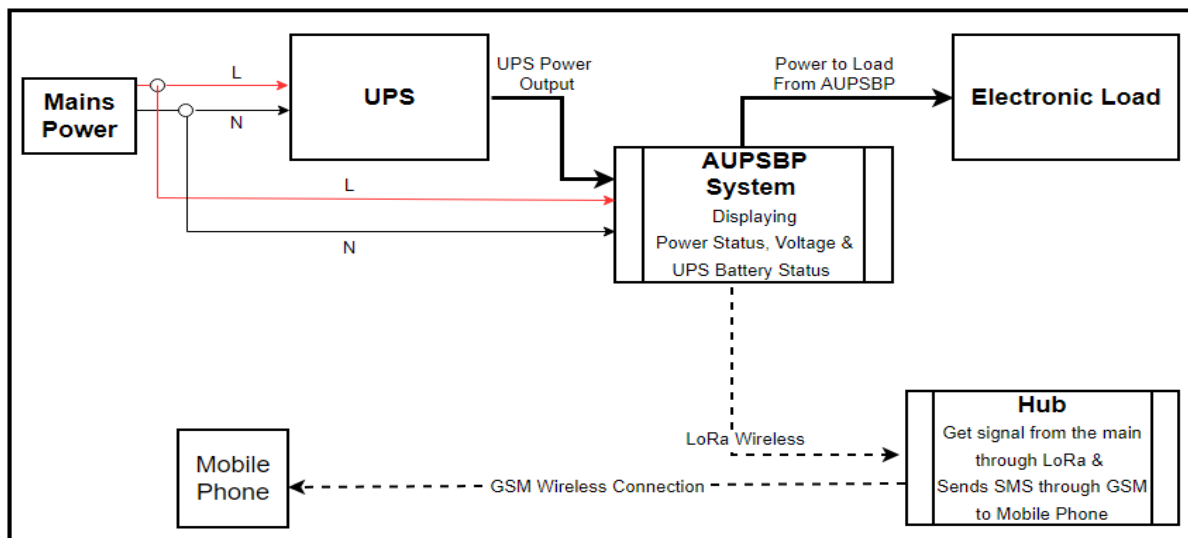 Mains
Power
L
N
UPS
UPS Power
Output
Power to Load
From AUPSBP
Electronic Load
L
N
AUPSBP
System
Displaying
Power Status, Voltage &
UPS Battery Status
LoRa Wireless
Hub
Get signal from the main
through LoRa &
Sends SMS through GSM
to Mobile Phone
GSM Wireless Connection
Mobile
Phone